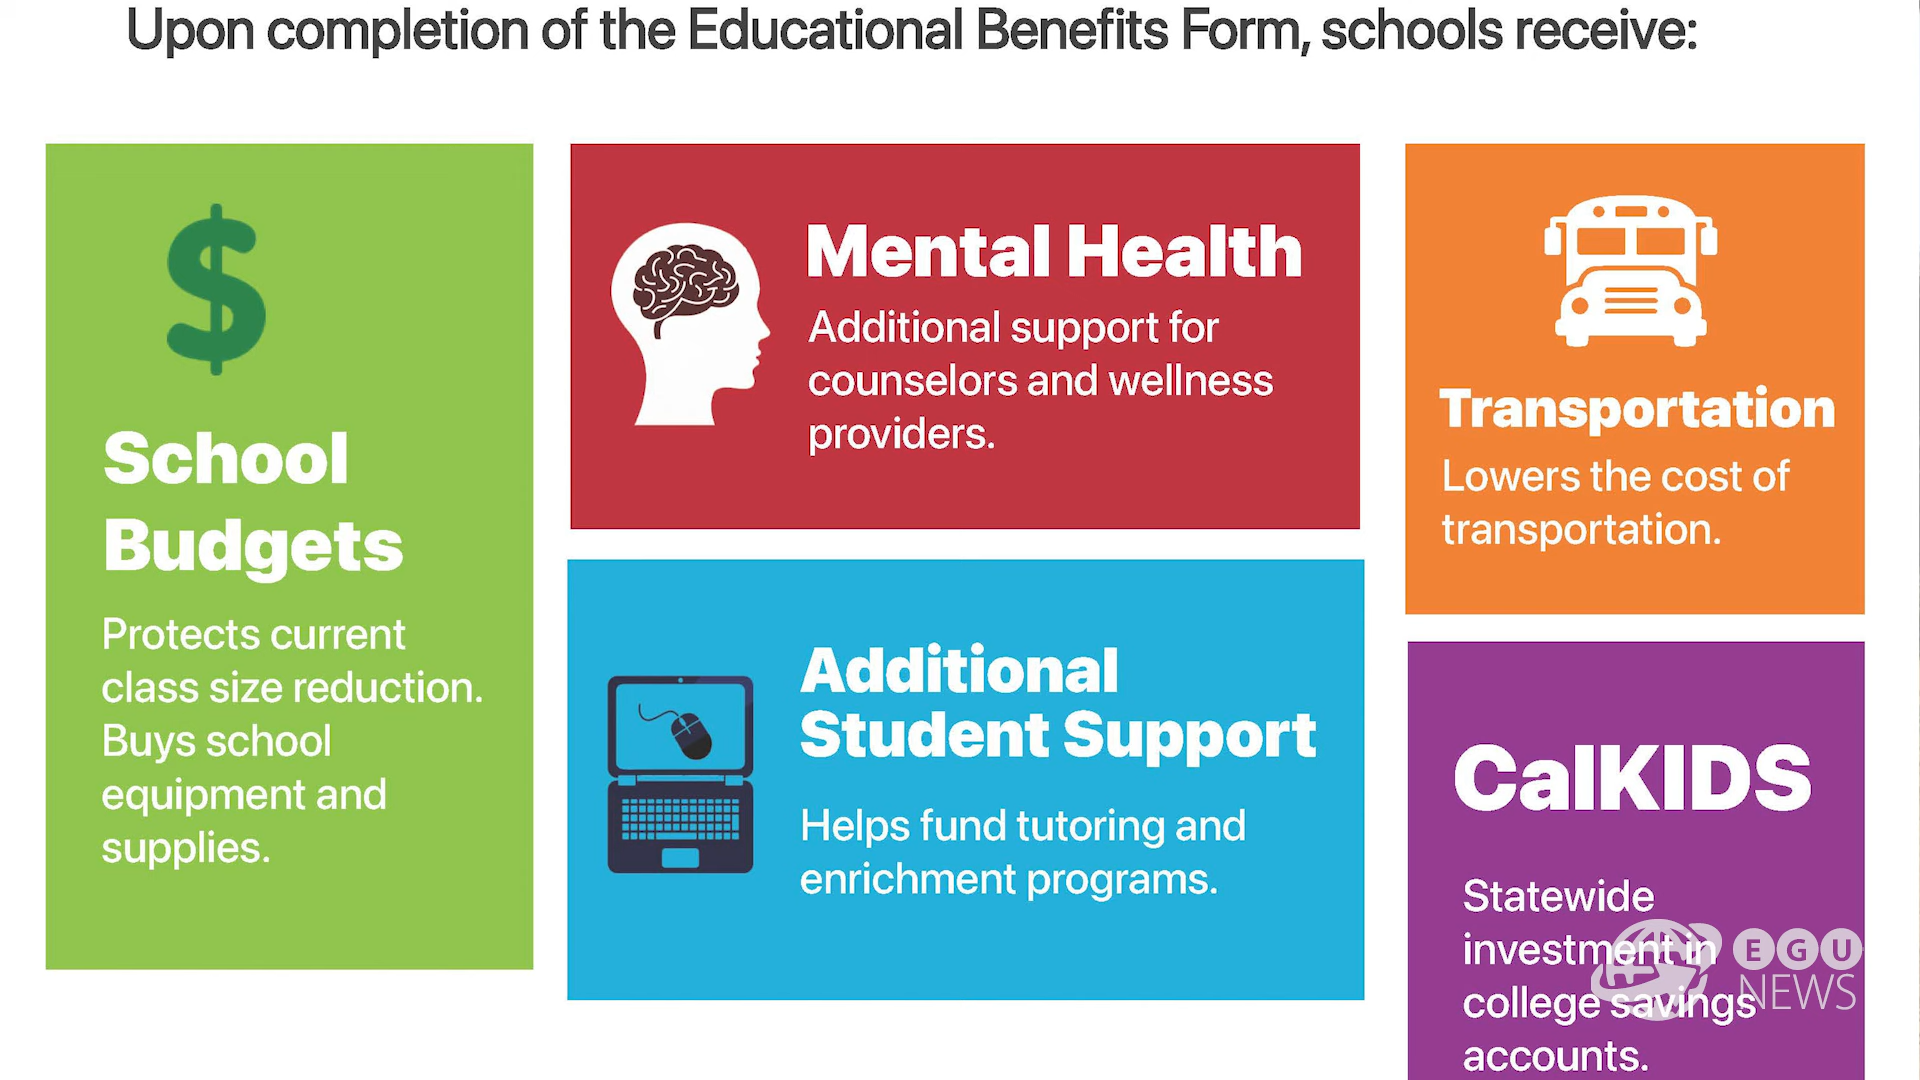 Upon completion of the Educational Benefits Form, schools receive:
$
School
Budgets
Protects current
class size reduction.
Buys school
equipment and
supplies.
Mental Health
Additional support for
counselors and wellness
providers.
Additional
Student Support
Helps fund tutoring and
enrichment programs.
Transportation
Lowers the cost of
transportation.
CalKIDS
Statewide
investment in
college savings
accounts.
EGU
NEWS